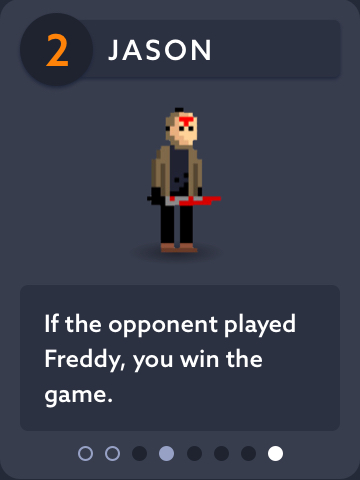 2
JASON
If the opponent played
Freddy, you win the
game.